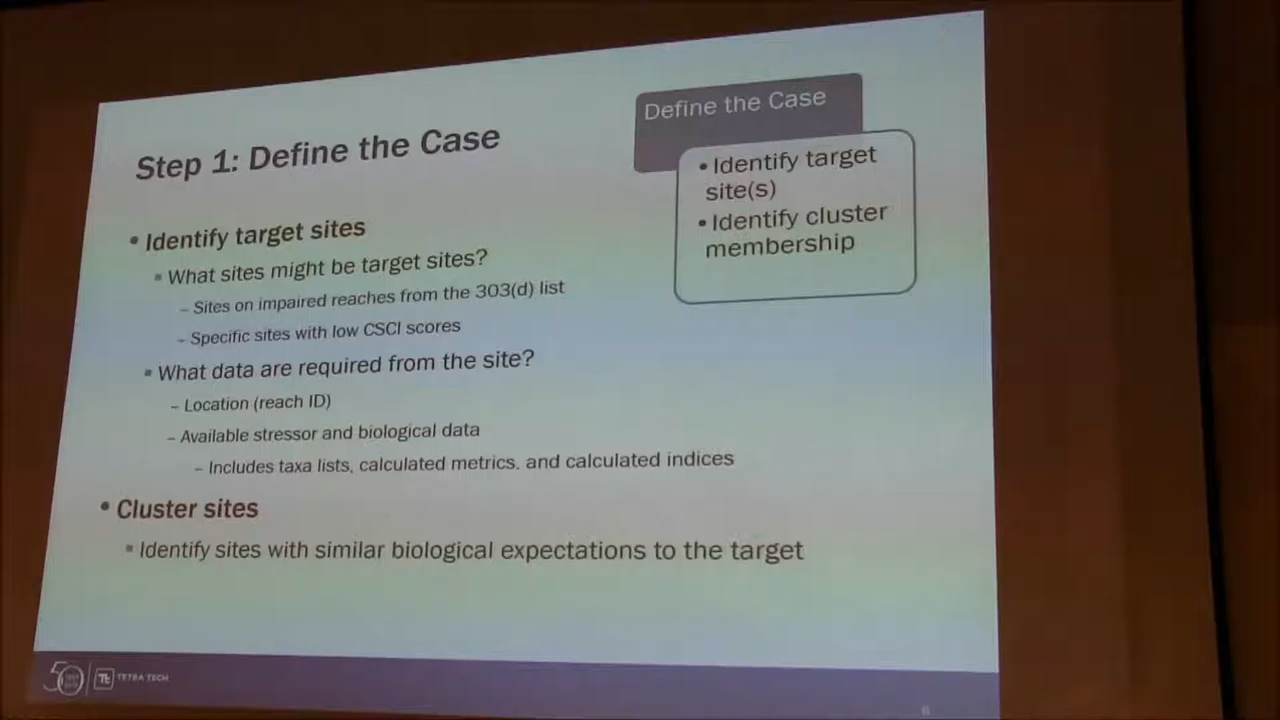 Step 1: Define the Case
• Identify target sites
▪ What sites might be target sites?
– Sites on impaired reaches from the 303(d) list
– Specific sites with low CSCI scores
▪ What data are required from the site?
– Location (reach ID)
– Available stressor and biological data
– Includes taxa lists, calculated metrics, and calculated indices
• Cluster sites
▪ Identify sites with similar biological expectations to the target
Define the Case
• Identify target
site(s)
• Identify cluster
membership
50
TETRA TECH